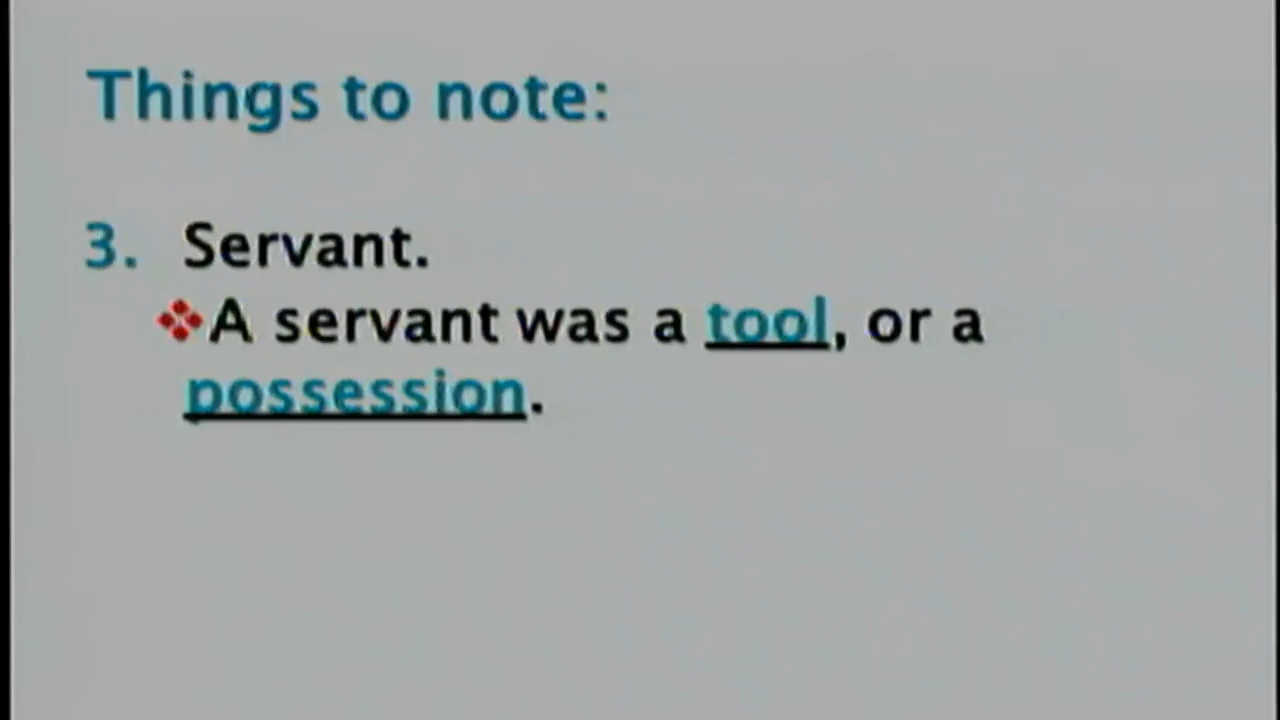 Things to note:
3. Servant.
❖A servant was a tool, or a
possession.